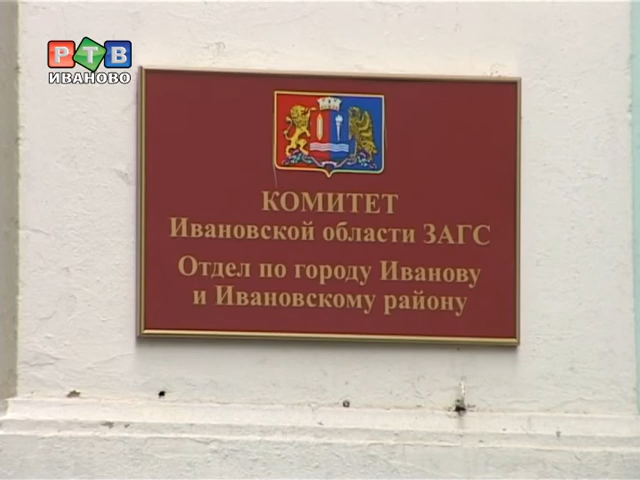 РТВ
ИВАНОВО
КОМИТЕТ
Ивановской области ЗАГС
Отдел по городу Иванову
и Ивановскому району